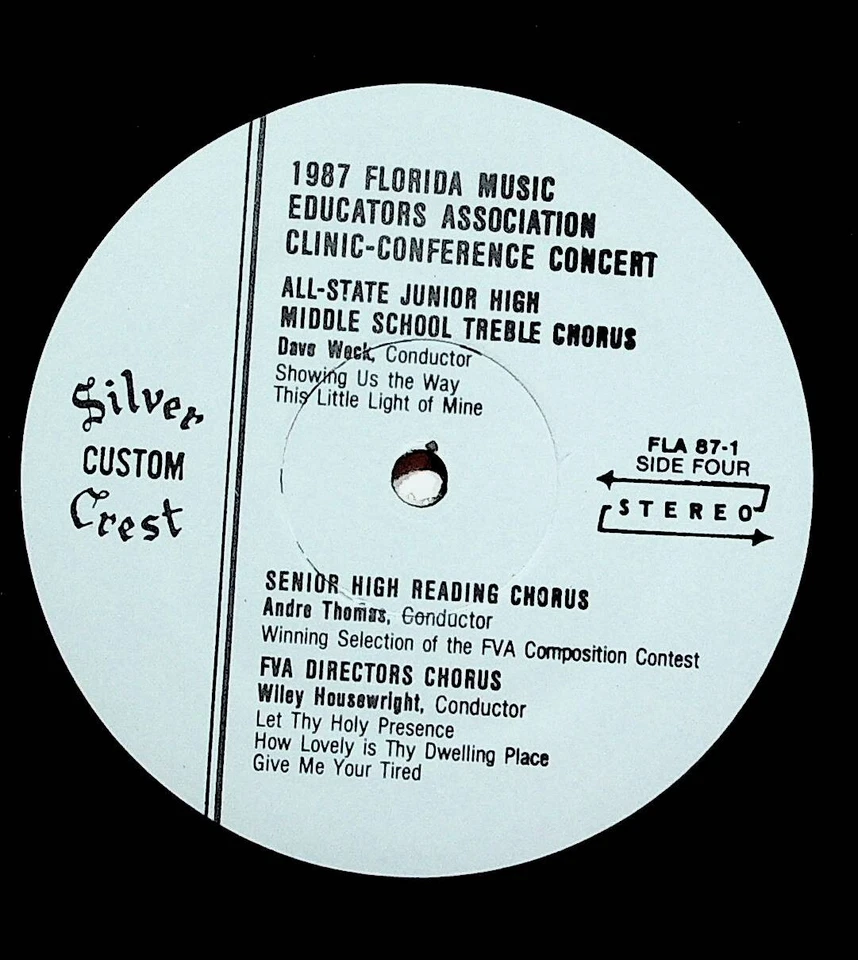 1987 FLORIDA MUSIC
EDUCATORS ASSOCIATION
CLINIC-CONFERENCE CONCERT
ALL-STATE JUNIOR HIGH
MIDDLE SCHOOL TREBLE CHORUS
Dave Weck, Conductor
Showing Us the Way
This Little Light of Mine
Silver
CUSTOM
Crest
FLA 87-1
SIDE FOUR
STEREO
SENIOR HIGH READING CHORUS
Andre Thomas, Conductor
Winning Selection of the FVA Composition Contest
FVA DIRECTORS CHORUS
Wiley Housewright, Conductor
Let Thy Holy Presence
How Lovely is Thy Dwelling Place
Give Me Your Tired